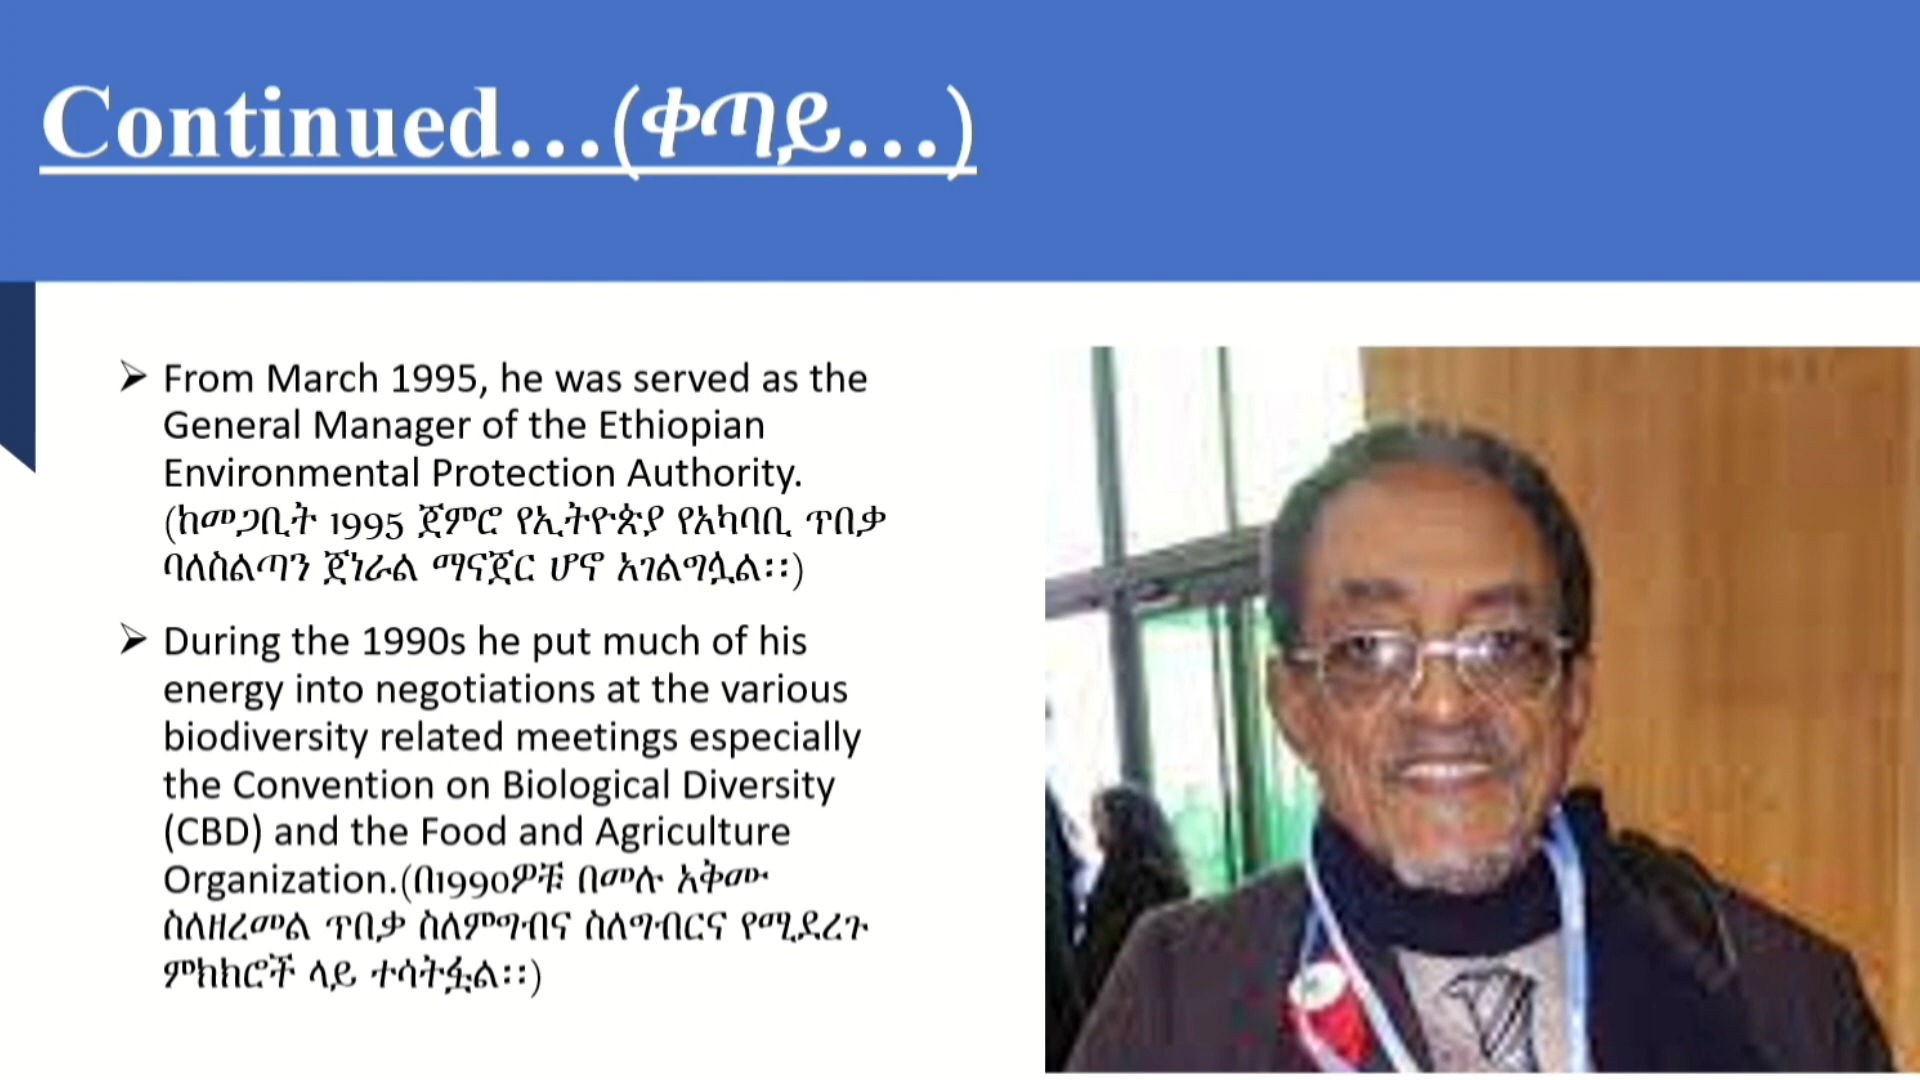 Continued…(ቀጣይ…)
From March 1995, he was served as the
General Manager of the Ethiopian
Environmental Protection Authority.
(ከመጋቢት 1995 ጀምሮ የኢትዮጵያ የአካባቢ ጥበቃ
ባለስልጣን ጀነራል ማናጀር ሆኖ አገልግሏል፡፡)
During the 1990s he put much of his
energy into negotiations at the various
biodiversity related meetings especially
the Convention on Biological Diversity
(CBD) and the Food and Agriculture
Organization.(በ1990ዎቹ በመሉ አቅሙ
ስለዘረመል ጥበቃ ስለምግብና ስለግብርና የሚደረጉ
ምክክሮች ላይ ተሳትፏል፡፡)